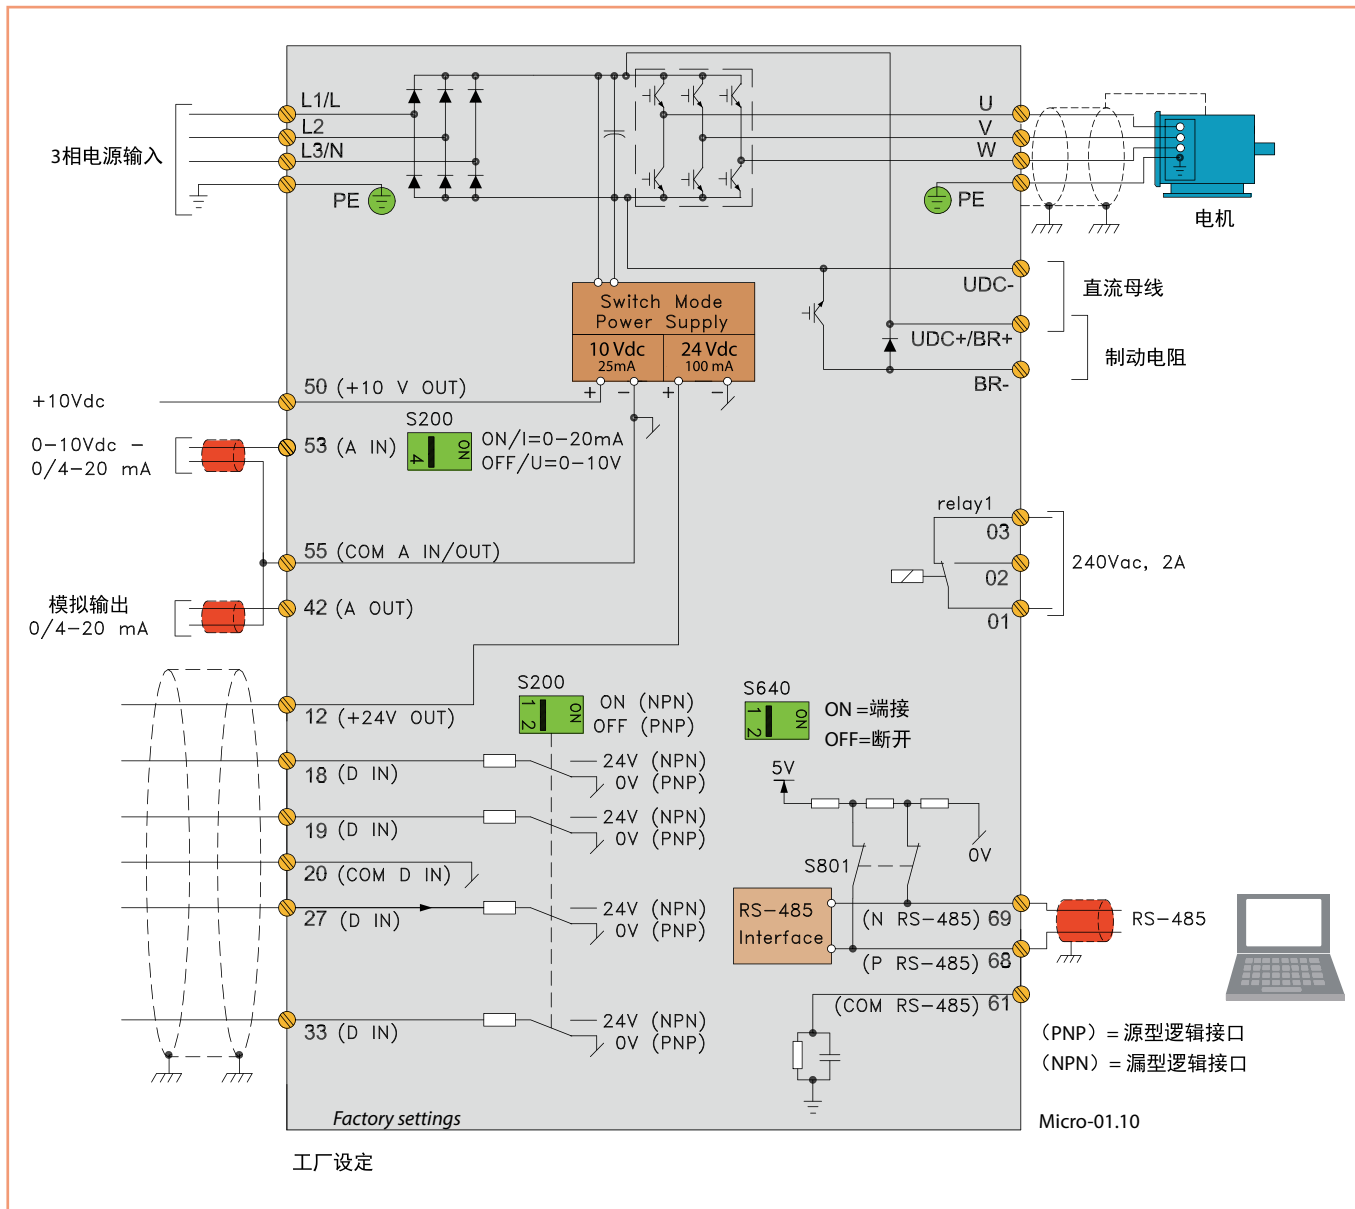 L1/L
L2
L3/N
3相电源输入
PE
U
V
W
PE
电机
UDC-
直流母线
UDC+/BR+
制动电阻
BR-
Switch Mode
Power Supply
10 Vdc
25mA
24 Vdc
100 mA
+ − + −
+10Vdc
50 (+10 V OUT)
0-10Vdc -
0/4-20 mA
53 (A IN)
S200
ON
4
ON/I=0-20mA
OFF/U=0-10V
55 (COM A IN/OUT)
模拟输出
0/4-20 mA
42 (A OUT)
relay1
03
02
01
240Vac, 2A
12 (+24V OUT)
S200
1 2
ON
ON (NPN)
OFF (PNP)
S640
1 2
ON
ON =端接
OFF=断开
18 (D IN)
24V (NPN)
0V (PNP)
19 (D IN)
24V (NPN)
0V (PNP)
20 (COM D IN)
27 (D IN)
24V (NPN)
0V (PNP)
33 (D IN)
24V (NPN)
0V (PNP)
5V
0V
S801
RS-485
Interface
(N RS-485) 69
(P RS-485) 68
(COM RS-485) 61
RS-485
（PNP）= 源型逻辑接口
（NPN）= 漏型逻辑接口
Factory settings
Micro-01.10
工厂设定